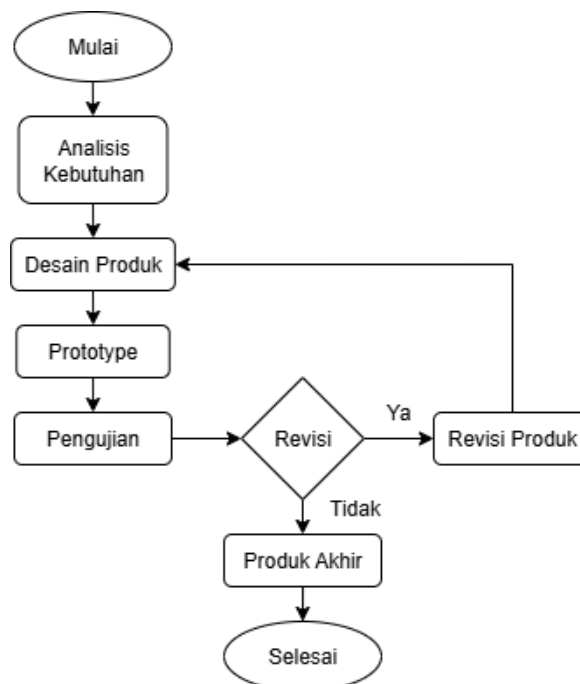 Mulai
Analisis
Kebutuhan
Desain Produk
Prototype
Pengujian
Revisi
Ya
Revisi Produk
Tidak
Produk Akhir
Selesai